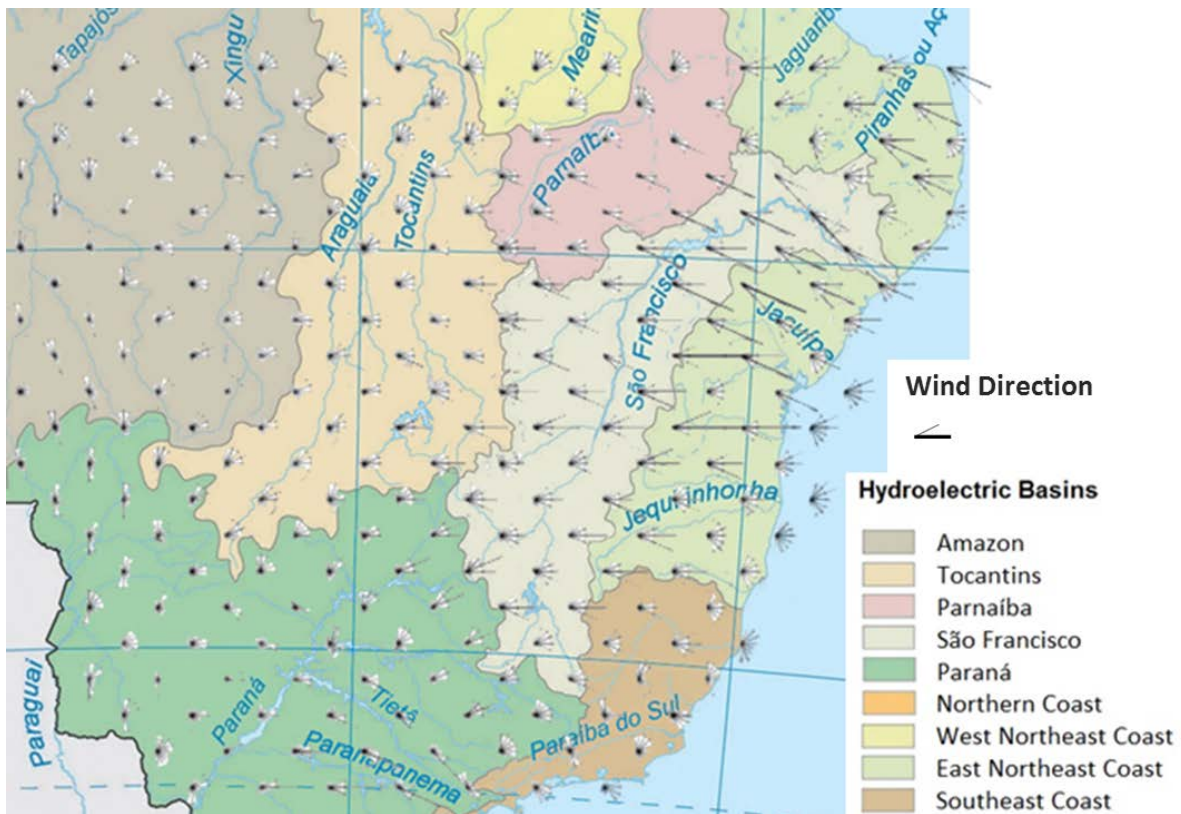 Tapajós
Xingu
Mearim
Jaguaribe
Piranhas ou Açu
Parnaíba
Araguaia
Tocantins
São Francisco
Jacuípe
Jequitinhonha
Paraguai
Paraná
Tietê
Paranapanema
Paraíba do Sul
Wind Direction
Hydroelectric Basins
Amazon
Tocantins
Parnaíba
São Francisco
Paraná
Northern Coast
West Northeast Coast
East Northeast Coast
Southeast Coast